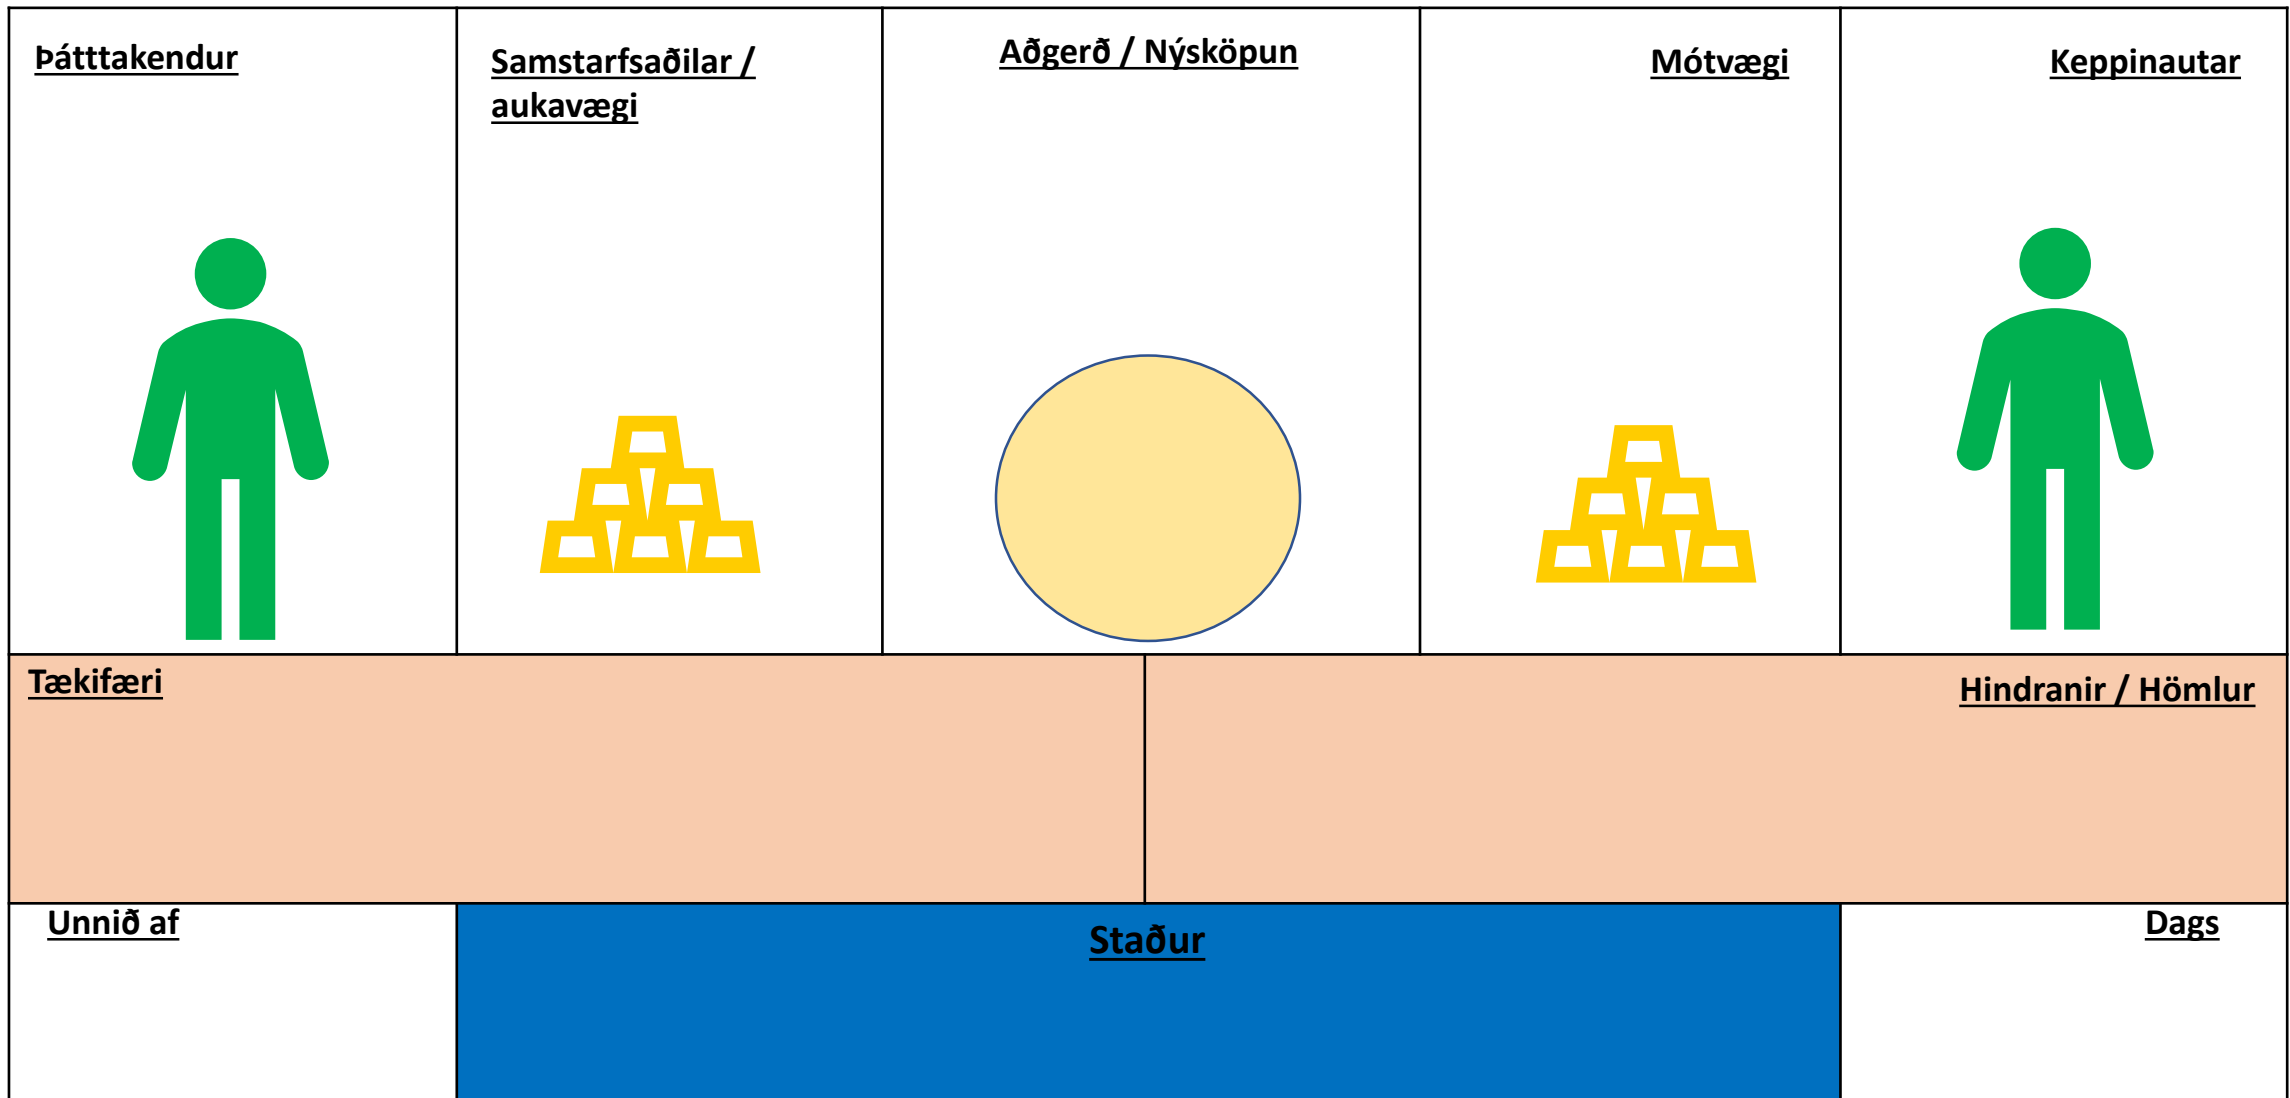 Þátttakendur
Samstarfsaðilar /
aukavægi
Aðgerð / Nýsköpun
Mótvægi
Keppinautar
Tækifæri
Hindranir / Hömlur
Unnið af
Staður
Dags